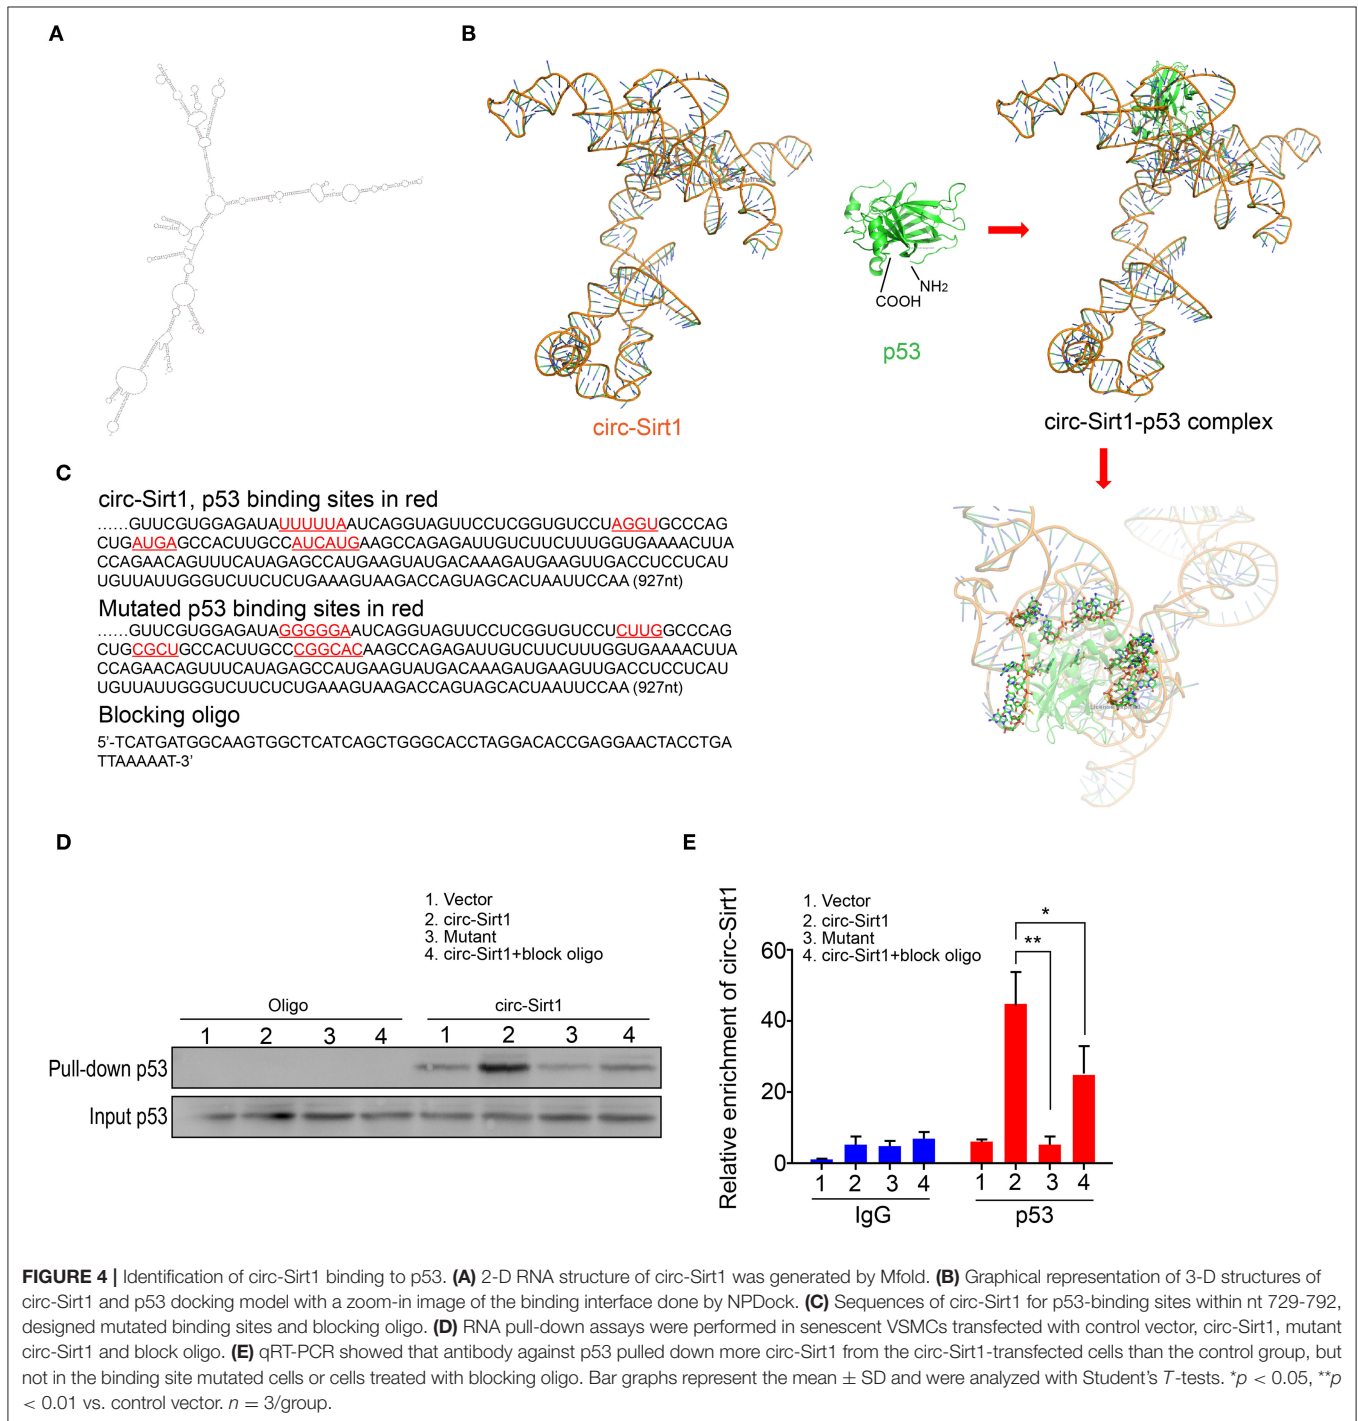 A
B
NH2
COOH
p53
circ-Sirt1
circ-Sirt1-p53 complex
C
circ-Sirt1, p53 binding sites in red
......GUUCGUGGAGAUAUUUUUAAUCAGGUAGUUCCUCGGUGUCCUAGGUGCCCAG
CUGAUGAGCCACUUGCCAUCAUGAAGCCAGAGAUUGUCUUCUUUGGUGAAAACUUA
CCAGAACAGUUUCAUAGAGCCAUGAAGUAUGACAAAGAUGAAGUUGACCUCCUCAU
UGUUAUUGGGUCUUCUCUGAAAGUAAGACCAGUAGCACUAAUUCCAA (927nt)
Mutated p53 binding sites in red
......GUUCGUGGAGAUAGGGGGAAUCAGGUAGUUCCUCGGUGUCCUCUUGGCCCAG
CUGCGCUGCCACUUGCCCGGCACAAGCCAGAGAUUGUCUUCUUUGGUGAAAACUUA
CCAGAACAGUUUCAUAGAGCCAUGAAGUAUGACAAAGAUGAAGUUGACCUCCUCAU
UGUUAUUGGGUCUUCUCUGAAAGUAAGACCAGUAGCACUAAUUCCAA (927nt)
Blocking oligo
5'-TCATGATGGCAAGTGGCTCATCAGCTGGGCACCTAGGACACCGAGGAACTACCTGA
TTAAAAAT-3'
D
1. Vector
2. circ-Sirt1
3. Mutant
4. circ-Sirt1+block oligo
Oligo
circ-Sirt1
1 2 3 4 1 2 3 4
Pull-down p53
Input p53
E
1. Vector
2. circ-Sirt1
3. Mutant
4. circ-Sirt1+block oligo
Relative enrichment of circ-Sirt1
60
40
20
0
*
**
1 2 3 4 1 2 3 4
IgG
p53
FIGURE 4 | Identification of circ-Sirt1 binding to p53. (A) 2-D RNA structure of circ-Sirt1 was generated by Mfold. (B) Graphical representation of 3-D structures of
circ-Sirt1 and p53 docking model with a zoom-in image of the binding interface done by NPDock. (C) Sequences of circ-Sirt1 for p53-binding sites within nt 729-792,
designed mutated binding sites and blocking oligo. (D) RNA pull-down assays were performed in senescent VSMCs transfected with control vector, circ-Sirt1, mutant
circ-Sirt1 and block oligo. (E) qRT-PCR showed that antibody against p53 pulled down more circ-Sirt1 from the circ-Sirt1-transfected cells than the control group, but
not in the binding site mutated cells or cells treated with blocking oligo. Bar graphs represent the mean ± SD and were analyzed with Student's T-tests. *p < 0.05, **p
< 0.01 vs. control vector. n = 3/group.